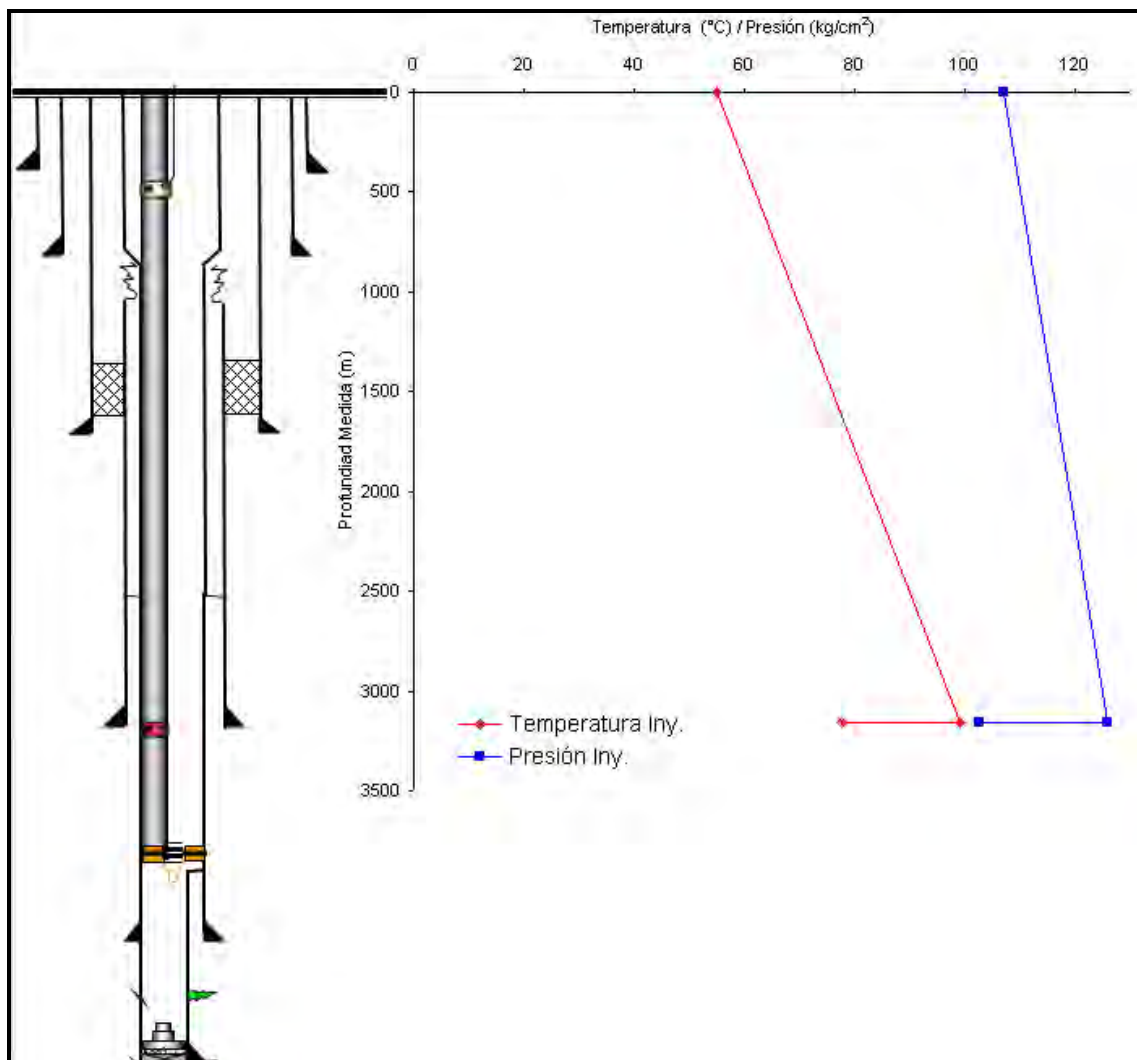 Temperatura (°C) / Presión (kg/cm²)
0 20 40 60 80 100 120
0
500
1000
1500
2000
2500
3000
3500
Profundiad Medida (m)
Temperatura Iny.
Presión Iny.